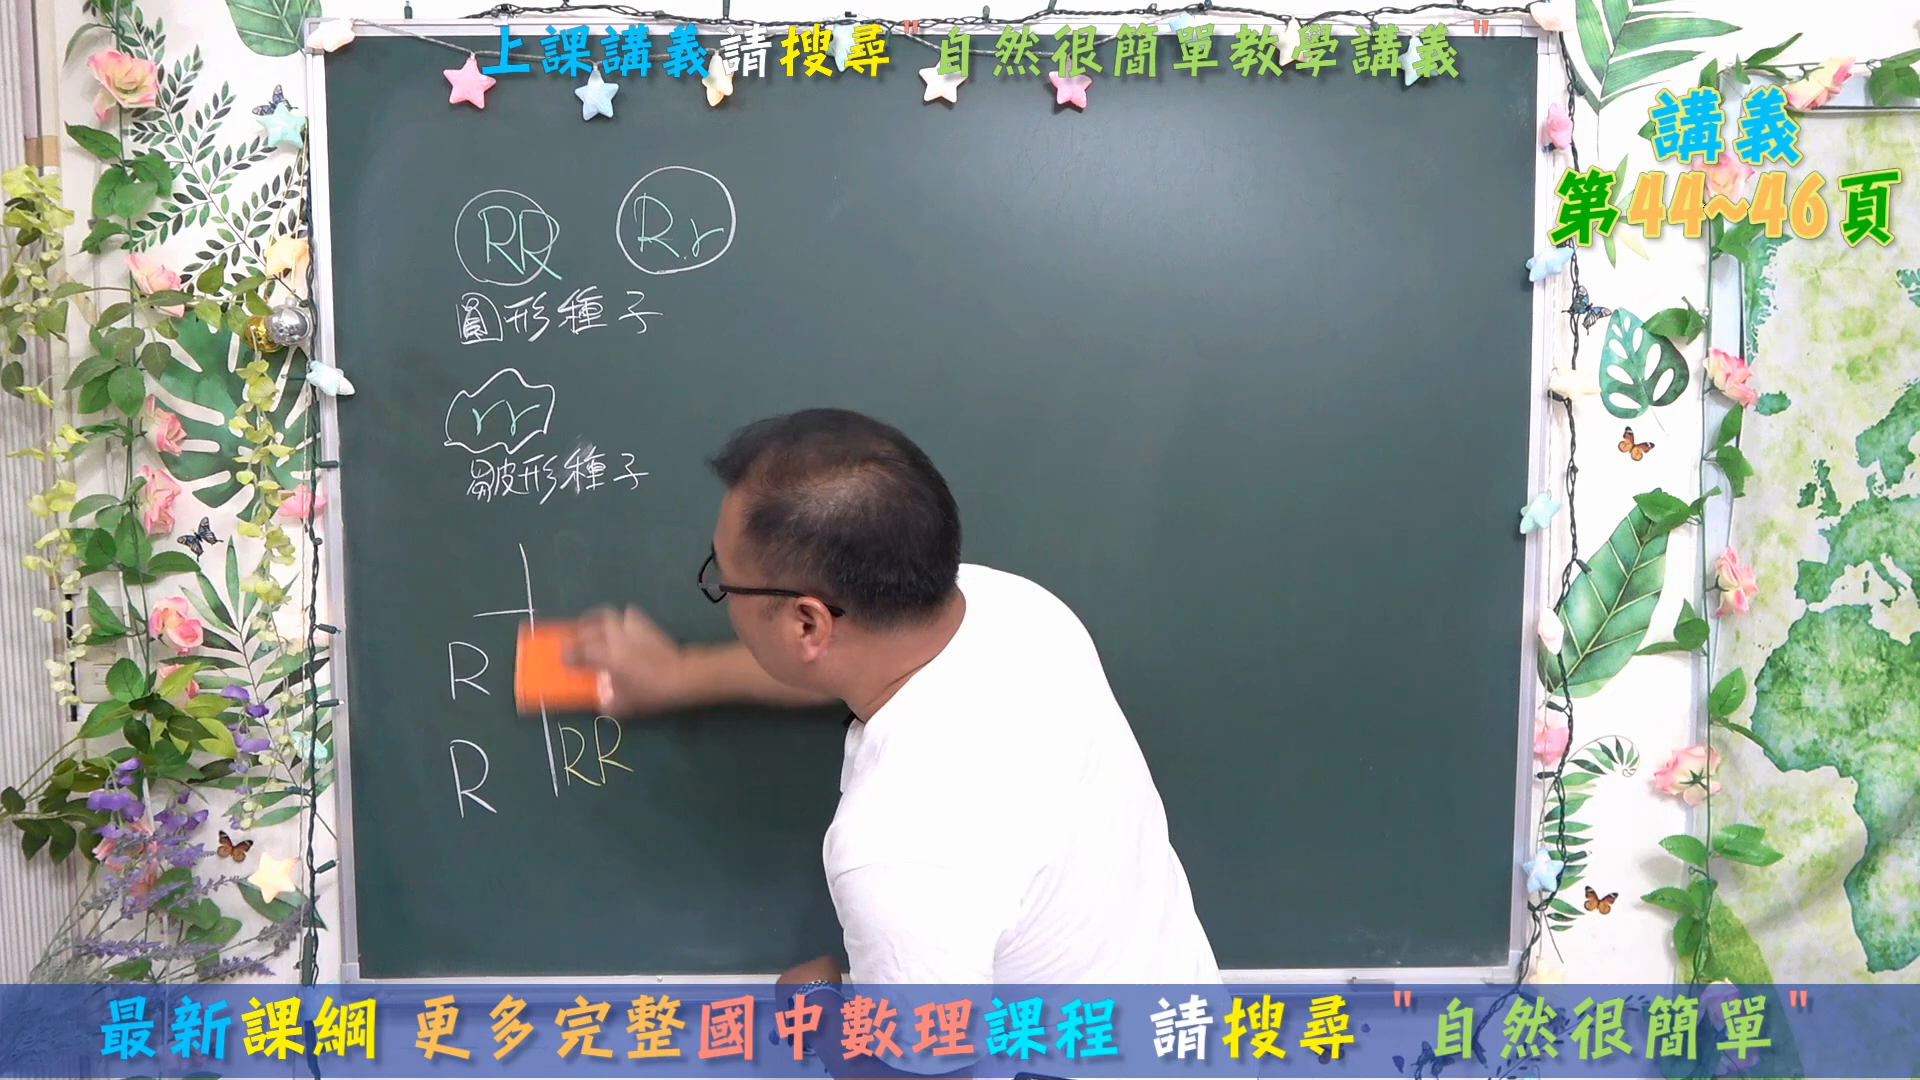 上課講義請搜尋"自然很簡單教學講義"
講義
第44~46頁
RR Rr
圓形種子
rr
皺形種子
R
R RR
最新課綱 更多完整國中數理課程 請搜尋"自然很簡單"